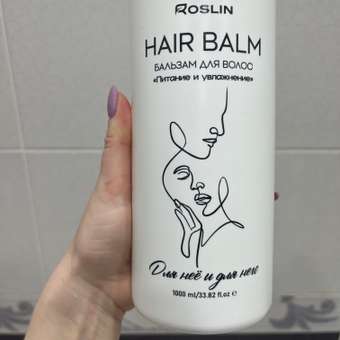 ROSLIN
HAIR BALM
БАЛЬЗАМ ДЛЯ ВОЛОС
«Питание и увлажнение»
Для неё и для него
1000 ml/33.82 fl.oz ℮